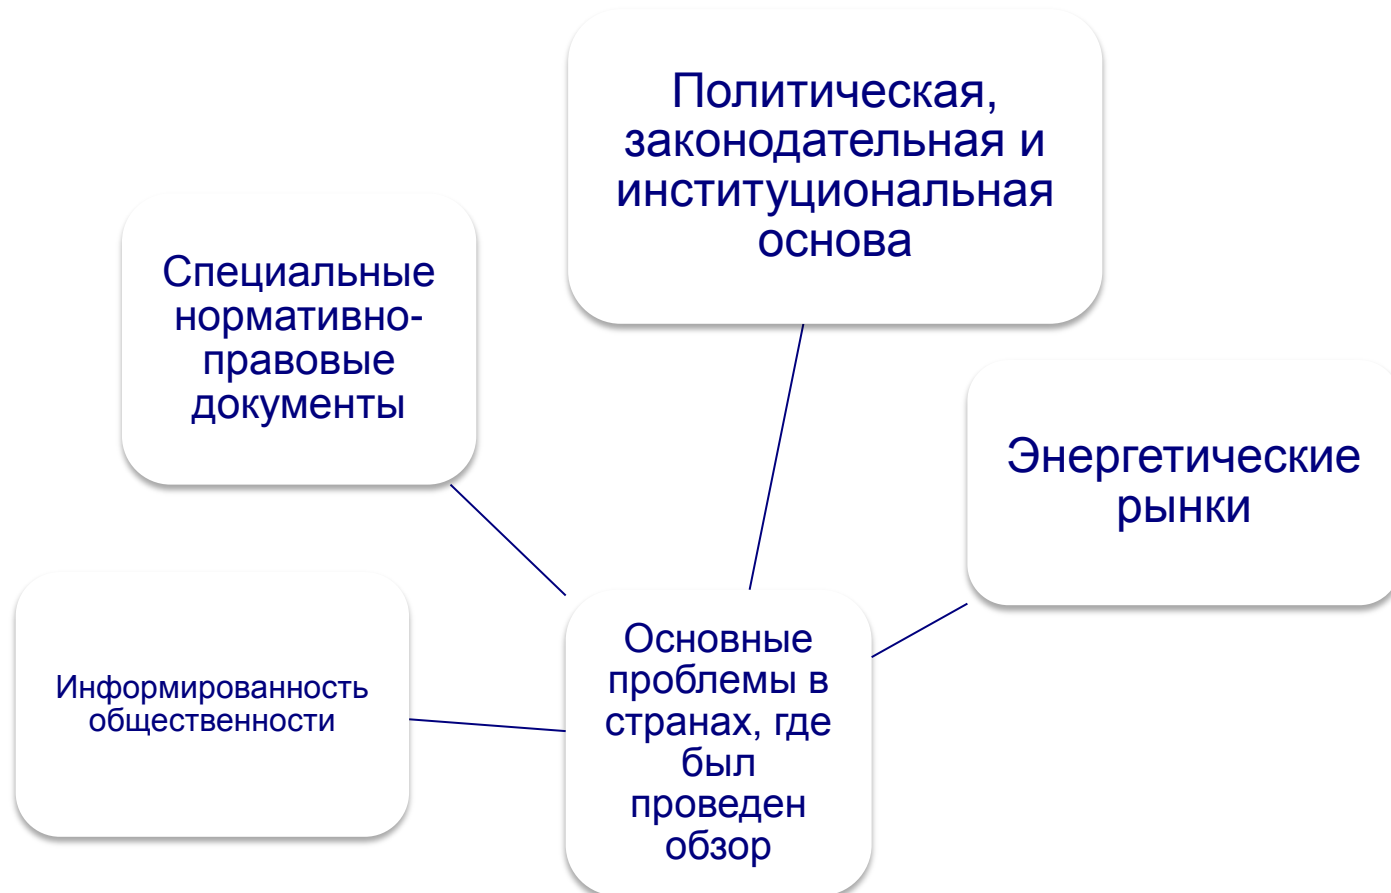 Политическая,
законодательная и
институциональная
основа
Специальные
нормативно-
правовые
документы
Энергетические
рынки
Информированность
общественности
Основные
проблемы в
странах, где
был
проведен
обзор